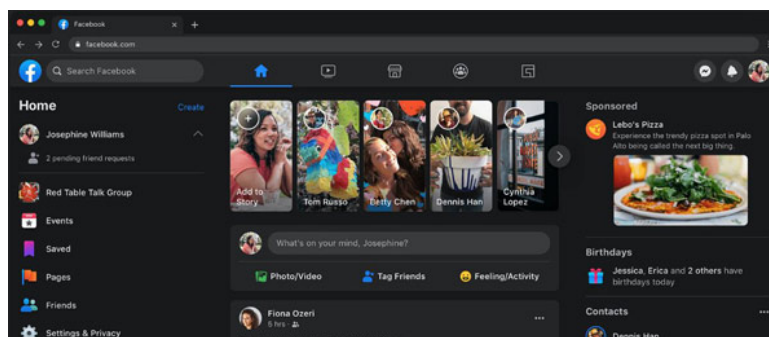 Facebook
facebook.com
Search Facebook
Home
Create
Josephine Williams
2 pending friend requests
Red Table Talk Group
Events
Saved
Pages
Friends
Settings & Privacy
Add to
Story
Tom Russo
Betty Chen
Dennis Han
Cynthia
Lopez
What's on your mind, Josephine?
Photo/Video
Tag Friends
Feeling/Activity
Fiona Ozeri
6 hrs
Sponsored
Lebo's Pizza
Experience the trendy pizza spot in Palo
Alto being called the next big thing.
Birthdays
Jessica, Erica and 2 others have
birthdays today
Contacts
Dennis Han